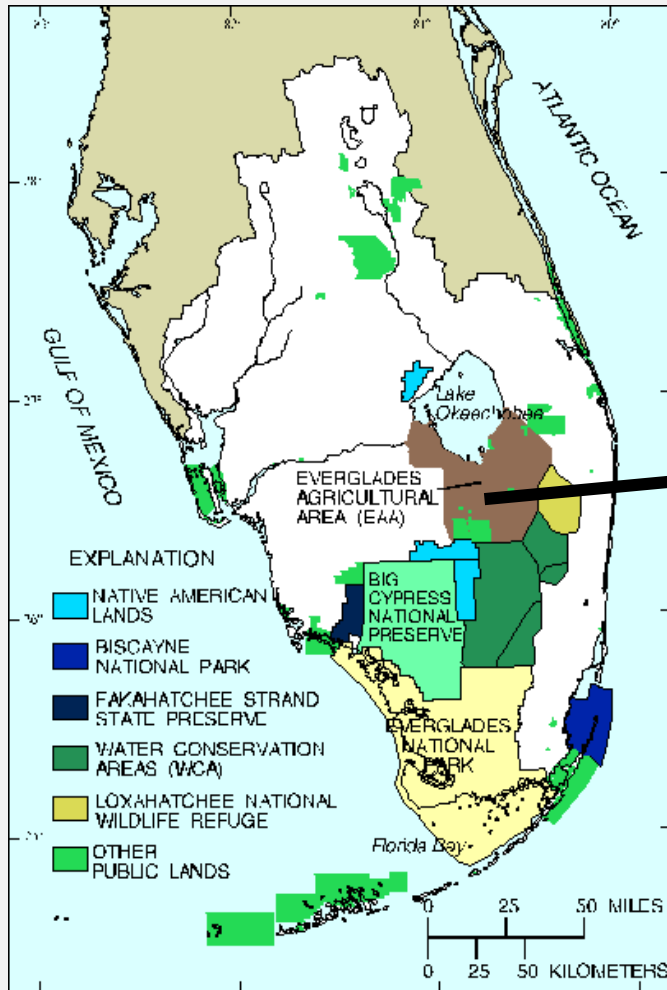 ATLANTIC OCEAN
GULF OF MEXICO
Lake
Okeechobee
EVERGLADES
AGRICULTURAL
AREA (EAA)
BIG
CYPRESS
NATIONAL
PRESERVE
EVERGLADES
NATIONAL
PARK
Florida Bay
EXPLANATION
NATIVE AMERICAN
LANDS
BISCAYNE
NATIONAL PARK
FAKAHATCHEE STRAND
STATE PRESERVE
WATER CONSERVATION
AREAS (WCA)
LOXAHATCHEE NATIONAL
WILDLIFE REFUGE
OTHER
PUBLIC LANDS
0 25 50 MILES
0 25 50 KILOMETERS